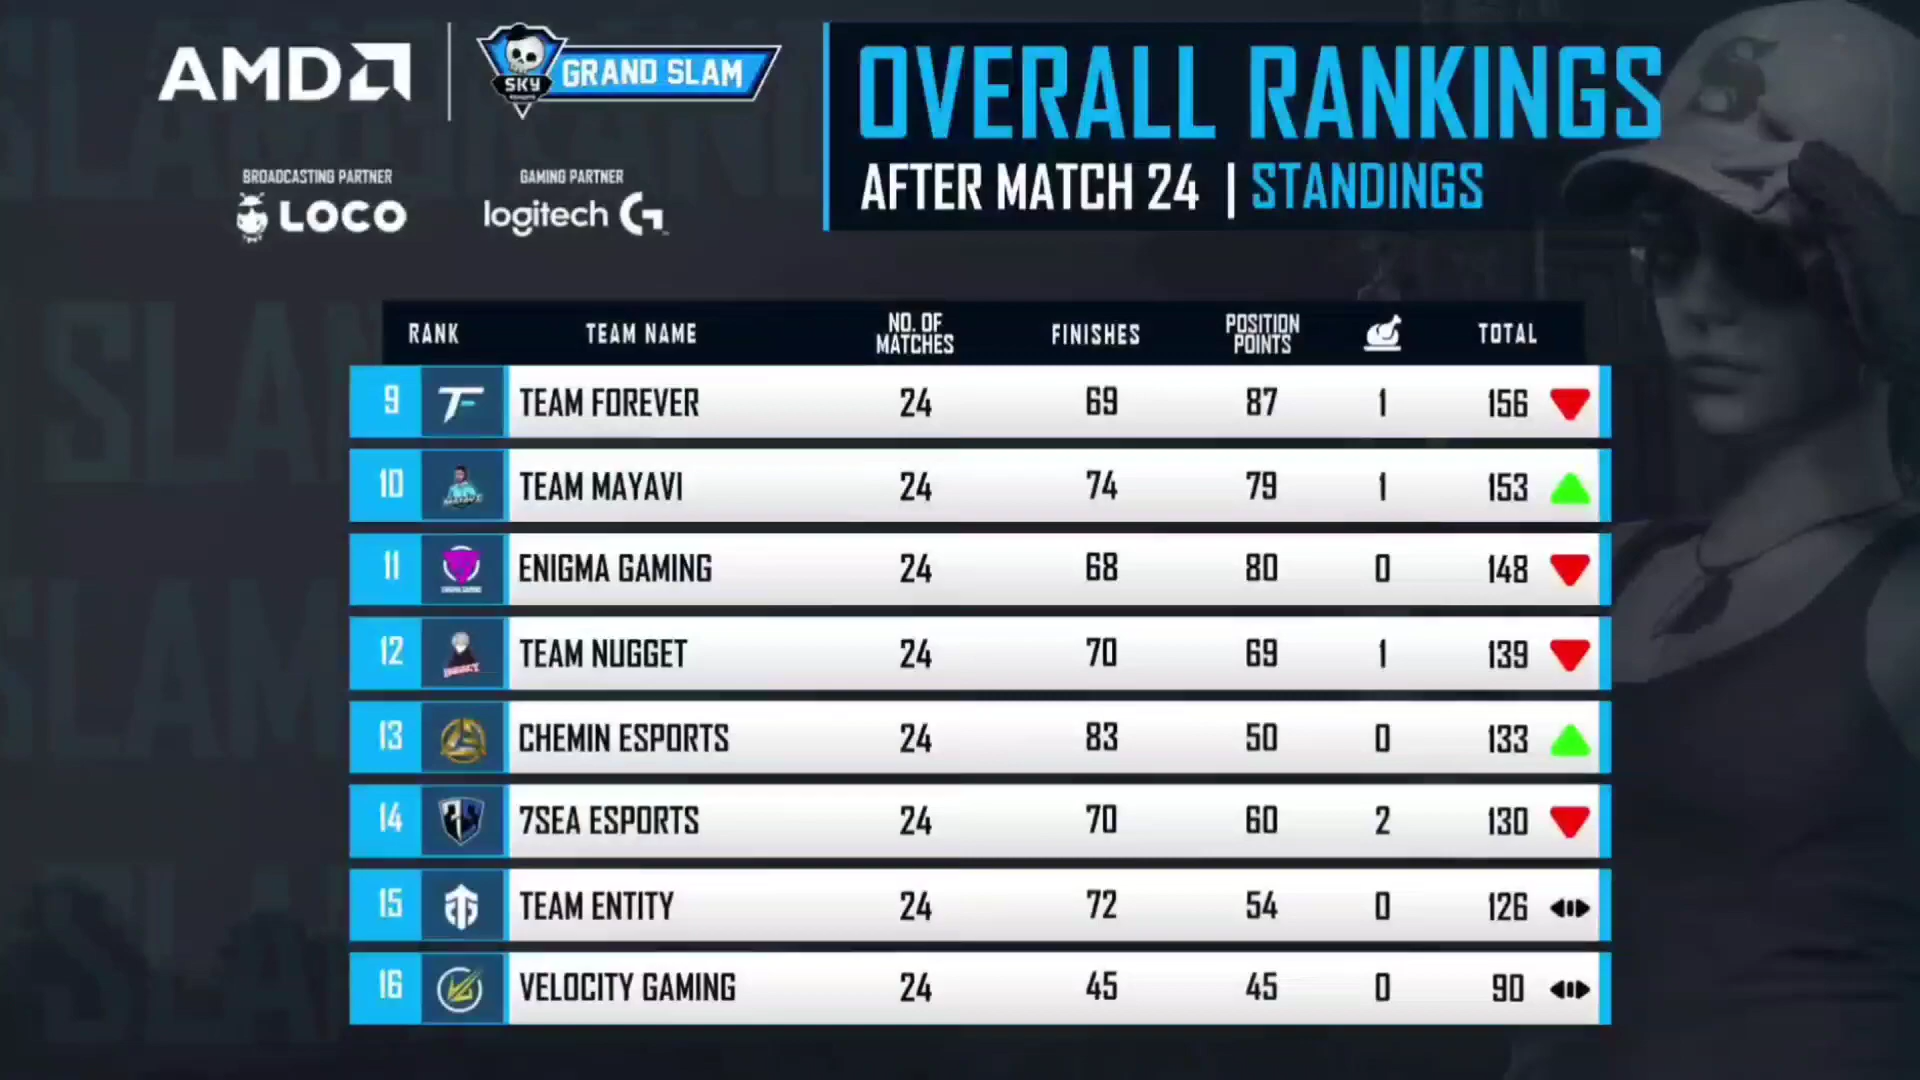 AMD
SKY
GRAND SLAM
BROADCASTING PARTNER
LOCO
GAMING PARTNER
logitech G
OVERALL RANKINGS
AFTER MATCH 24 | STANDINGS
RANK TEAM NAME NO. OF MATCHES FINISHES POSITION POINTS TOTAL
9 TF TEAM FOREVER 24 69 87 1 156
10 TEAM MAYAVI 24 74 79 1 153
11 ENIGMA GAMING 24 68 80 0 148
12 TEAM NUGGET 24 70 69 1 139
13 CHEMIN ESPORTS 24 83 50 0 133
14 7SEA ESPORTS 24 70 60 2 130
15 TEAM ENTITY 24 72 54 0 126
16 VELOCITY GAMING 24 45 45 0 90